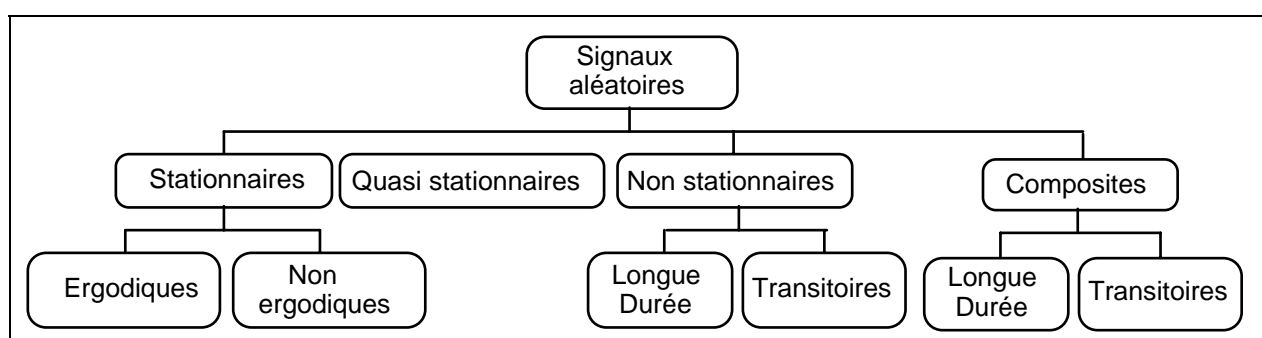 Signaux
aléatoires
Stationnaires
Quasi stationnaires
Non stationnaires
Composites
Ergodiques
Non
ergodiques
Longue
Durée
Transitoires
Longue
Durée
Transitoires